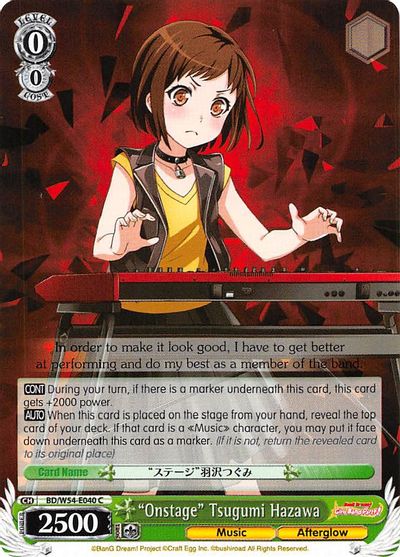 LEVEL
0
0
COST
In order to make it look good, I have to get better
at performing and do my best as a member of the band.
CONT During your turn, if there is a marker underneath this card, this card
gets +2000 power.
AUTO When this card is placed on the stage from your hand, reveal the top
card of your deck. If that card is a «Music» character, you may put it face
down underneath this card as a marker. (If it is not, return the revealed card
to its original place)
Card Name
“ステージ”羽沢つぐみ
CH BD/W54-E040 C
POWER 2500
“Onstage” Tsugumi Hazawa
Music
Afterglow
©BanG Dream! Project ©Craft Egg Inc. ©bushiroad All Rights Reserved.